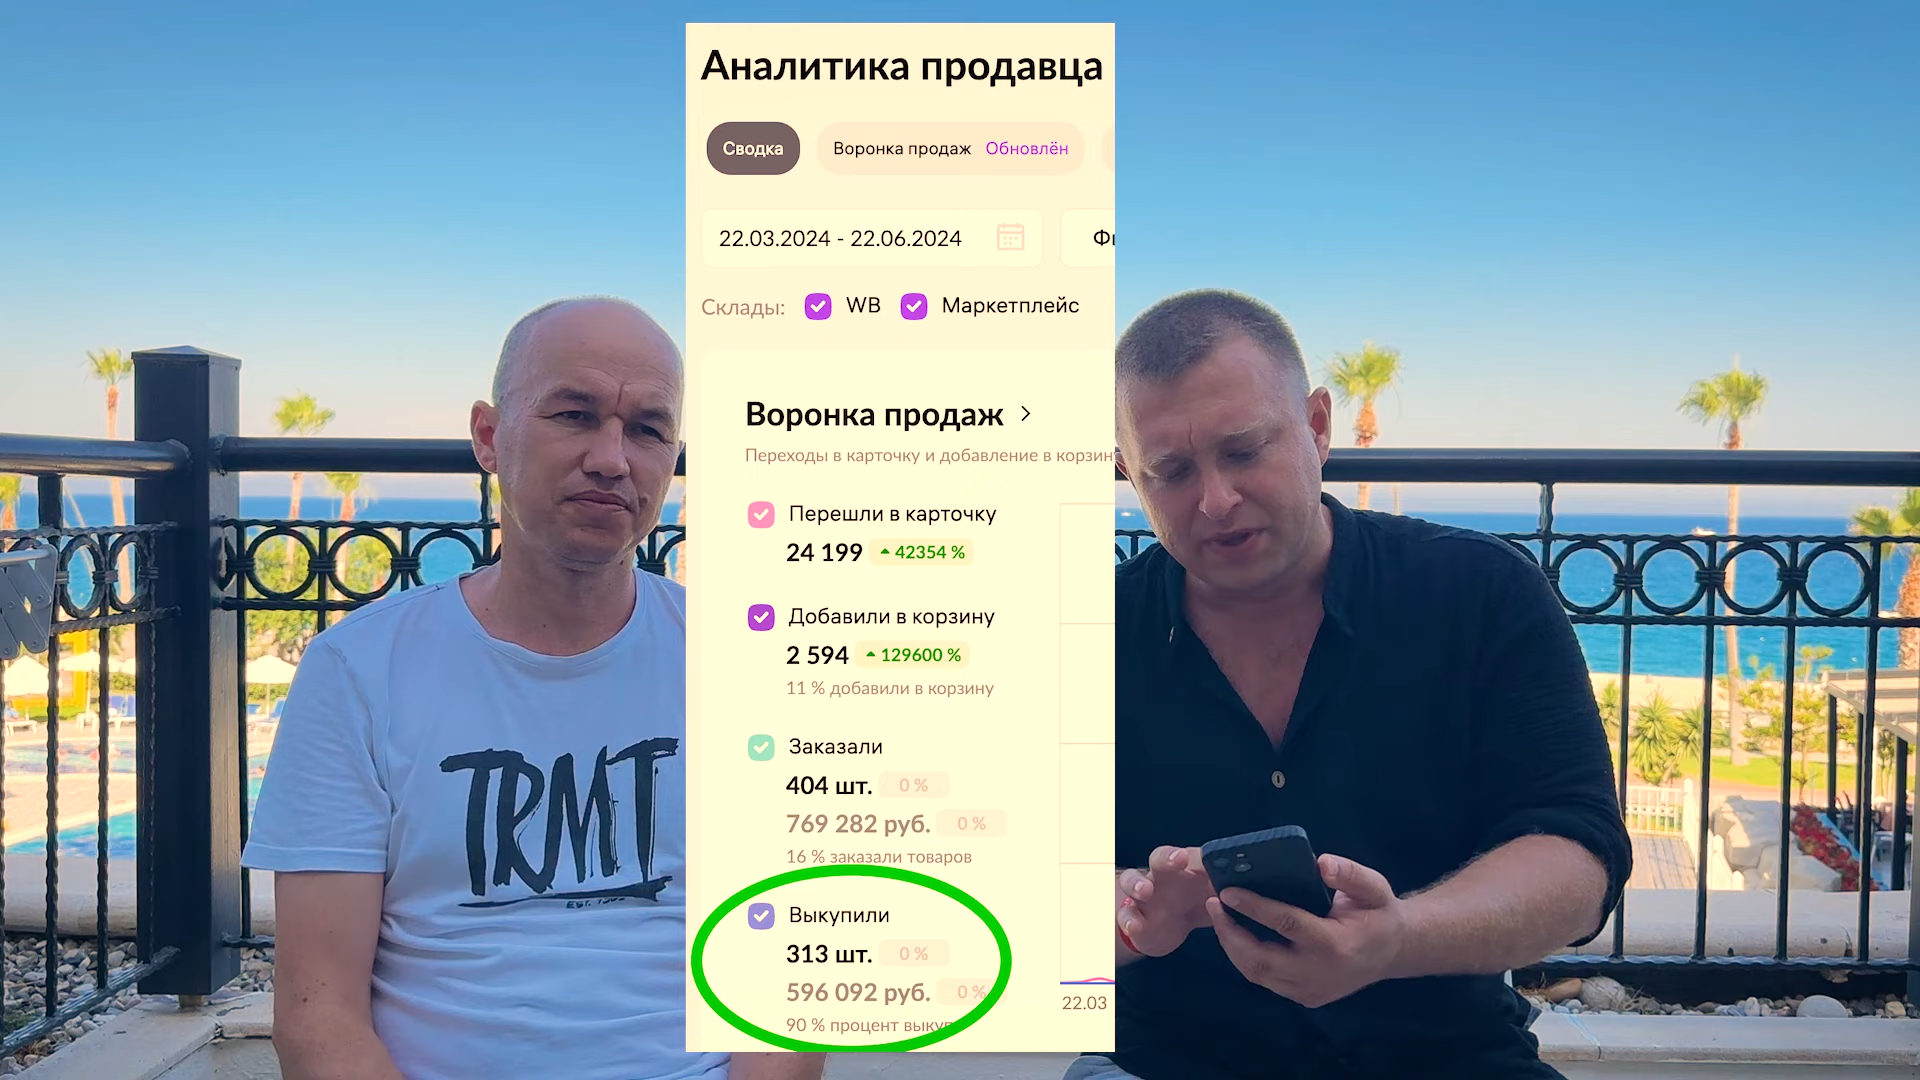 Аналитика продавца
Сводка
Воронка продаж Обновлён
22.03.2024 - 22.06.2024
Склады: WB Маркетплейс
Воронка продаж
Переходы в карточку и добавление в
Перешли в карточку
24 199 42354 %
Добавили в корзину
2 594 129600 %
11 % добавили в корзину
Заказали
404 шт. 0 %
769 282 руб. 0 %
16 % заказали товаров
Выкупили
313 шт. 0 %
596 092 руб. 0 %
90 % процент
22.03
TRMT